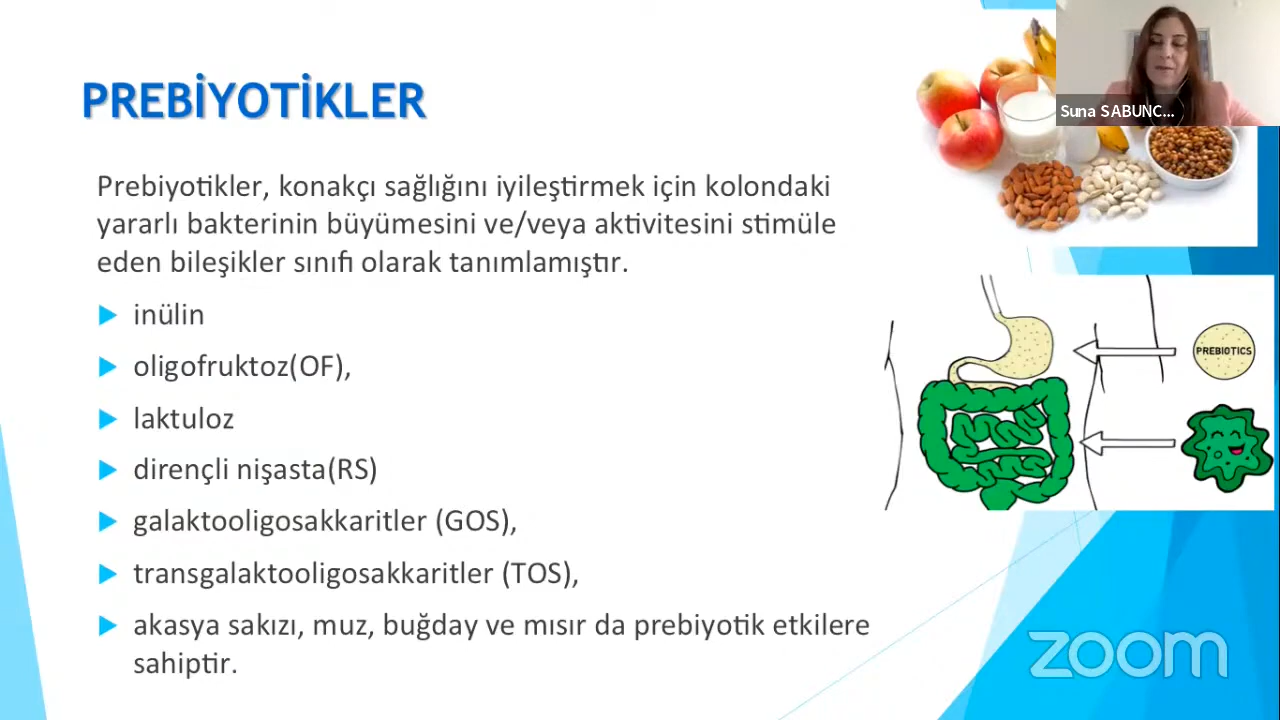 PREBİYOTİKLER
Suna SABUNC...
Prebiyotikler, konakçı sağlığını iyileştirmek için kolondaki
yararlı bakterinin büyümesini ve/veya aktivitesini stimüle
eden bileşikler sınıfı olarak tanımlamıştır.
inülin
oligofruktoz(OF),
laktuloz
dirençli nişasta(RS)
galaktooligosakkaritler (GOS),
transgalaktooligosakkaritler (TOS),
akasya sakızı, muz, buğday ve mısır da prebiyotik etkilere
sahiptir.
PREBIOTICS
zoom